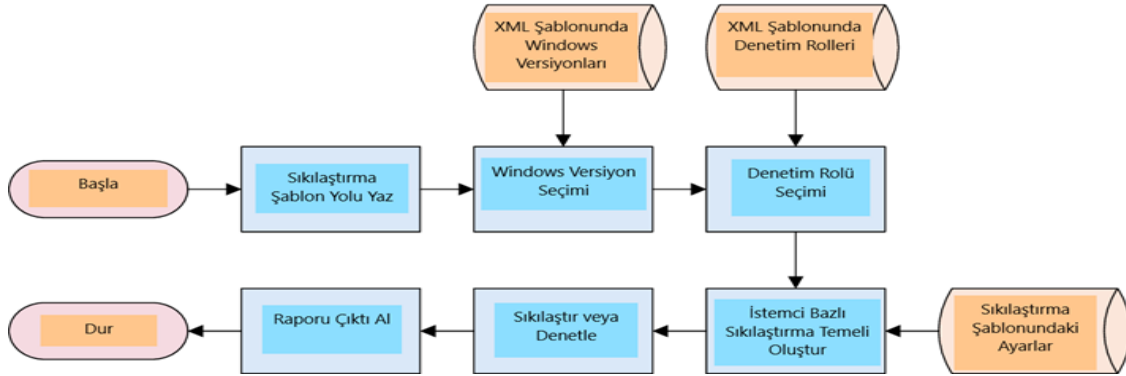 XML Şablonunda
Windows
Versiyonları
XML Şablonunda
Denetim Rolleri
Başla
Sıkılaştırma
Şablon Yolu Yaz
Windows Versiyon
Seçimi
Denetim Rolü
Seçimi
Dur
Raporu Çıktı Al
Sıkılaştır veya
Denetle
İstemci Bazlı
Sıkılaştırma Temeli
Oluştur
Sıkılaştırma
Şablonundaki
Ayarlar